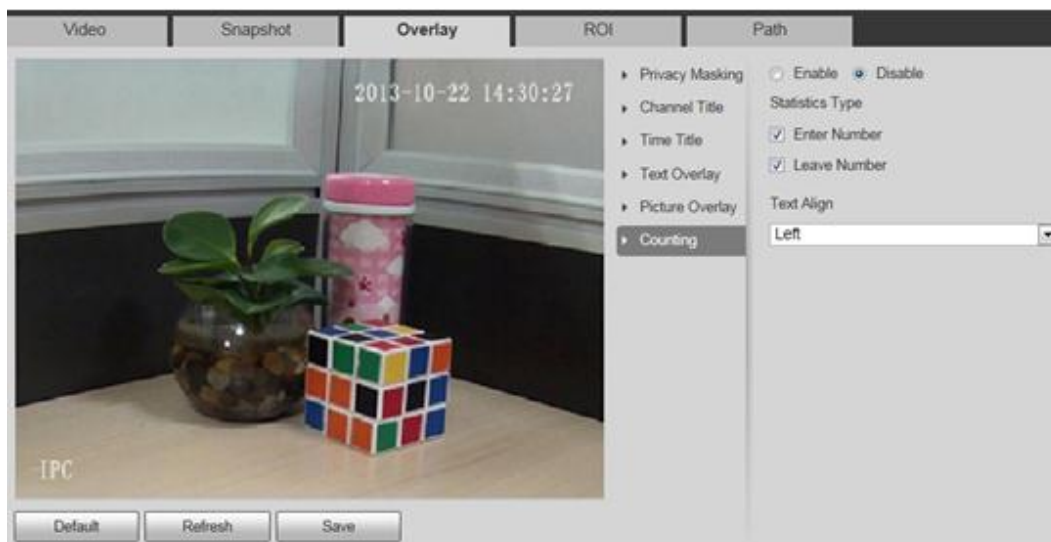 Video
Snapshot
Overlay
ROI
Path
2013-10-22 14:30:27
IPC
Privacy Masking
Channel Title
Time Title
Text Overlay
Picture Overlay
Counting
Enable
Disable
Statistics Type
Enter Number
Leave Number
Text Align
Left
Default
Refresh
Save